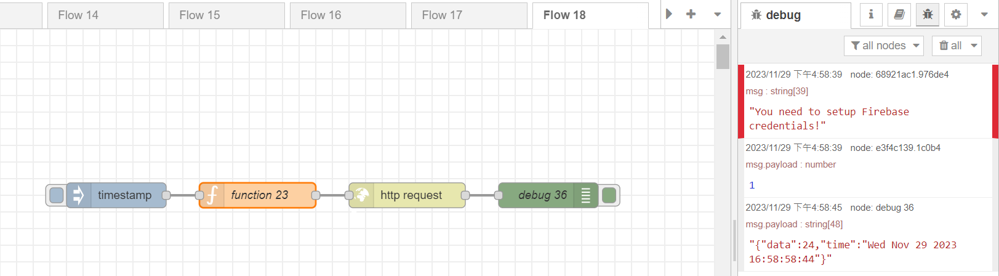 Flow 14
Flow 15
Flow 16
Flow 17
Flow 18
debug
all nodes
all
timestamp
function 23
http request
debug 36
2023/11/29 下午4:58:39 node: 68921ac1.976de4
msg : string[39]
"You need to setup Firebase
credentials!"
2023/11/29 下午4:58:39 node: e3f4c139.1c0b4
msg.payload : number
1
2023/11/29 下午4:58:45 node: debug 36
msg.payload : string[48]
"{"data":24,"time":"Wed Nov 29 2023
16:58:58:44"}"